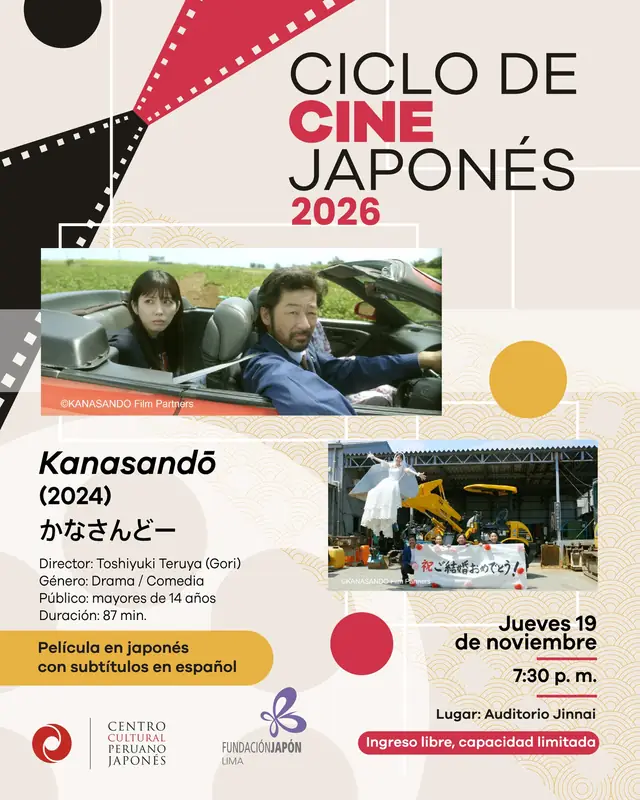 CICLO DE
CINE
JAPONÉS
2026
©KANASANDO Film Partners
Kanasandō
(2024)
かなさんどー
Director: Toshiyuki Teruya (Gori)
Género: Drama / Comedia
Público: mayores de 14 años
Duración: 87 min.
Película en japonés
con subtítulos en español
祝ご結婚おめでとう!
©KANASANDO Film Partners
Jueves 19
de noviembre
7:30 p. m.
Lugar: Auditorio Jinnai
Ingreso libre, capacidad limitada
CENTRO
CULTURAL
PERUANO
JAPONÉS
FUNDACIÓNJAPÓN
LIMA